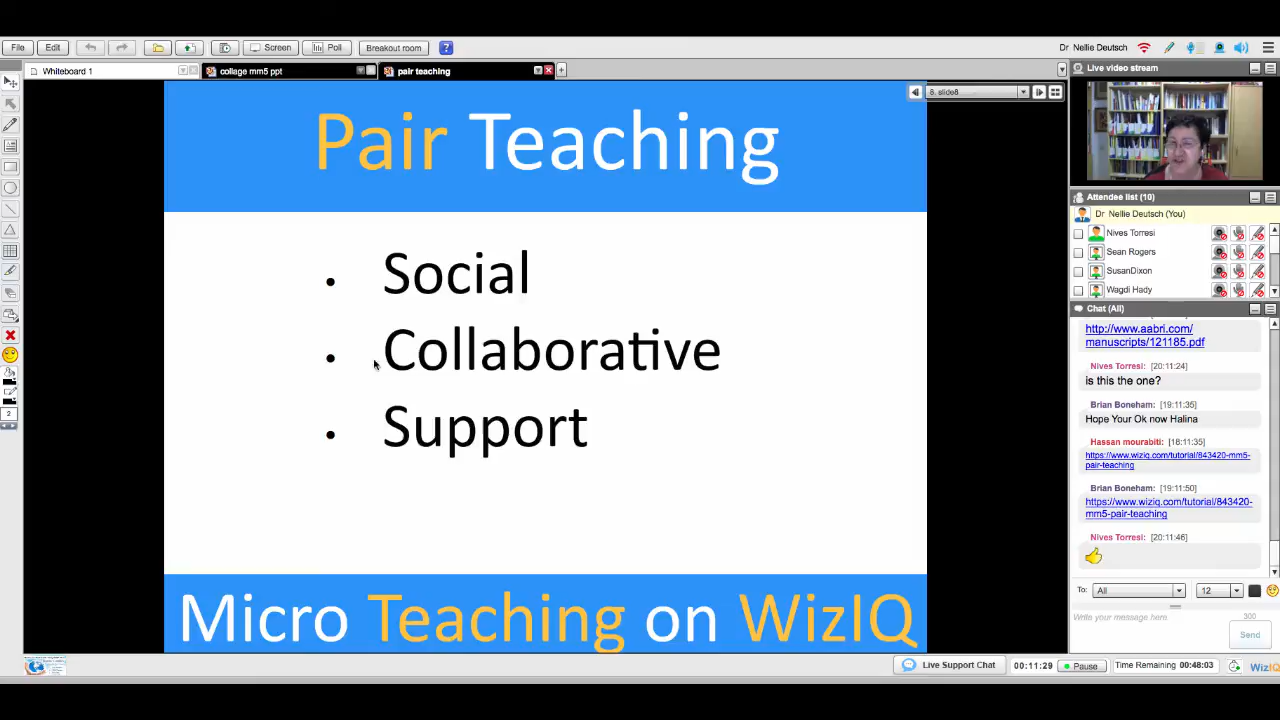 File Edit Screen Poll Breakout room ? Dr Nellie Deutsch
Whiteboard 1 collage mm5 ppt pair teaching
8. slide8
Pair Teaching
• Social
• Collaborative
• Support
Micro Teaching on WizIQ
2
Live video stream
Attendee list (10)
Dr Nellie Deutsch (You)
Nives Torresi
Sean Rogers
SusanDixon
Wagdi Hady
Chat (All)
http://www.aabri.com/
manuscripts/121185.pdf
Nives Torresi: [20:11:24]
is this the one?
Brian Boneham: [19:11:35]
Hope Your Ok now Halina
Hassan mourabiti: [18:11:35]
https://www.wiziq.com/tutorial/843420-mm5-
pair-teaching
Brian Boneham: [19:11:50]
https://www.wiziq.com/tutorial/843420-
mm5-pair-teaching
Nives Torresi: [20:11:46]
To: All 12
Write your message here 300
Send
Live Support Chat 00:11:29 Pause Time Remaining 00:48:03 WizIQ